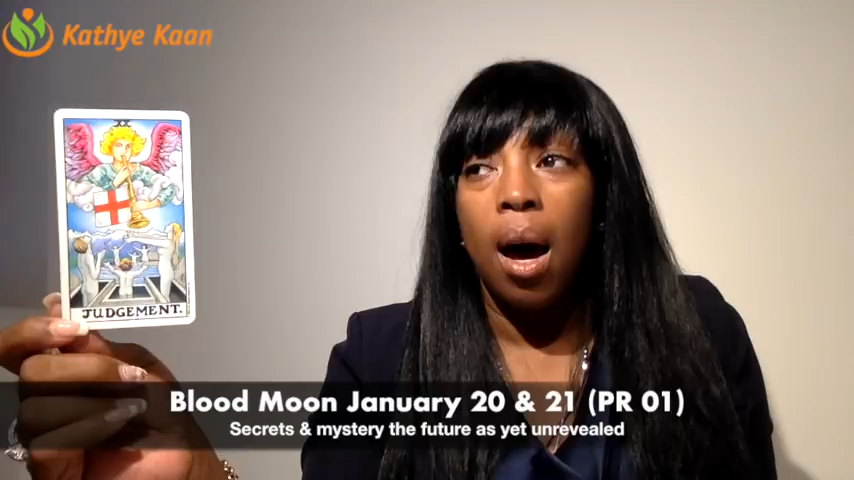 Kathye Kaan
XX
JUDGEMENT.
Blood Moon January 20 & 21 (PR 01)
Secrets & mystery the future as yet unrevealed